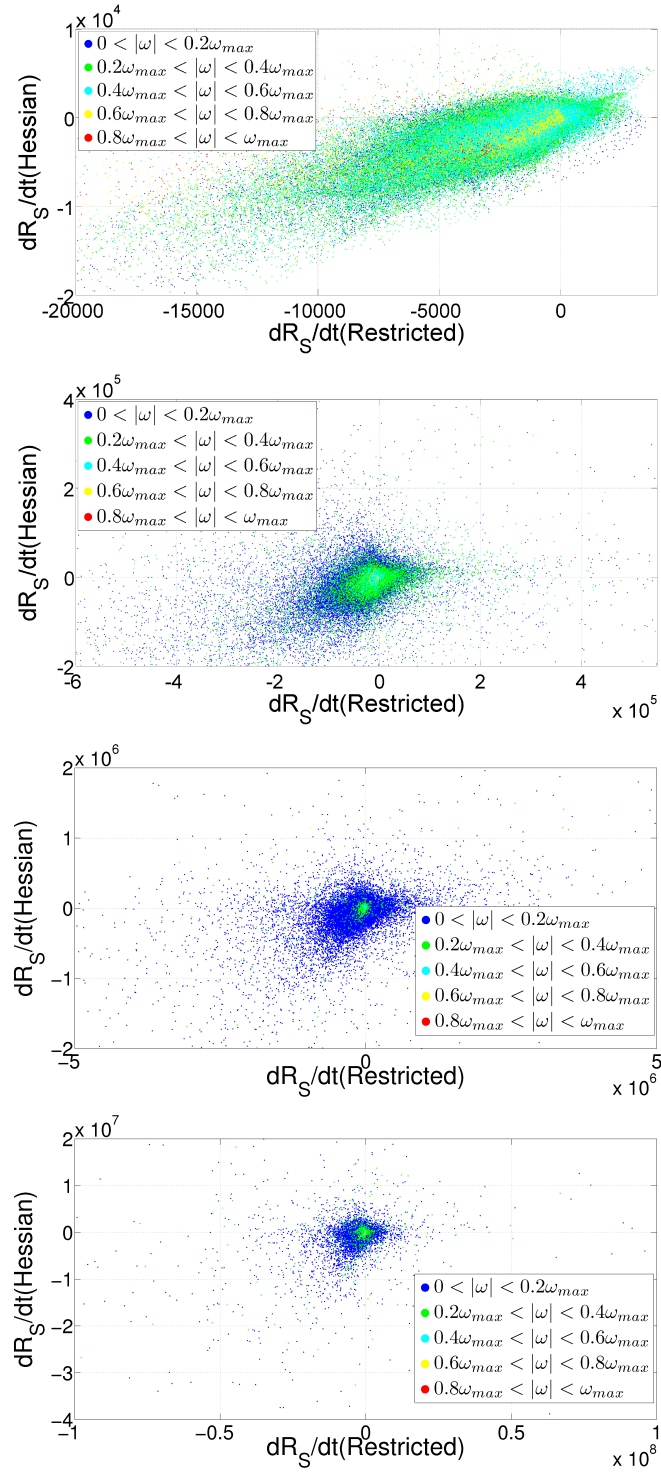 x 10^4
1
0
-1
-2
dR_S/dt(Hessian)
0 < |ω| < 0.2ω_max
0.2ω_max < |ω| < 0.4ω_max
0.4ω_max < |ω| < 0.6ω_max
0.6ω_max < |ω| < 0.8ω_max
0.8ω_max < |ω| < ω_max
-20000 -15000 -10000 -5000 0
dR_S/dt(Restricted)
x 10^5
4
2
0
-2
dR_S/dt(Hessian)
0 < |ω| < 0.2ω_max
0.2ω_max < |ω| < 0.4ω_max
0.4ω_max < |ω| < 0.6ω_max
0.6ω_max < |ω| < 0.8ω_max
0.8ω_max < |ω| < ω_max
-6 -4 -2 0 2 4
dR_S/dt(Restricted)
x 10^5
x 10^6
2
1
0
−1
−2
dR_S/dt(Hessian)
0 < |ω| < 0.2ω_max
0.2ω_max < |ω| < 0.4ω_max
0.4ω_max < |ω| < 0.6ω_max
0.6ω_max < |ω| < 0.8ω_max
0.8ω_max < |ω| < ω_max
−5 0 5
dR_S/dt(Restricted)
x 10^6
x 10^7
2
1
0
−1
−2
−3
−4
dR_S/dt(Hessian)
0 < |ω| < 0.2ω_max
0.2ω_max < |ω| < 0.4ω_max
0.4ω_max < |ω| < 0.6ω_max
0.6ω_max < |ω| < 0.8ω_max
0.8ω_max < |ω| < ω_max
−1 −0.5 0 0.5 1
dR_S/dt(Restricted)
x 10^8